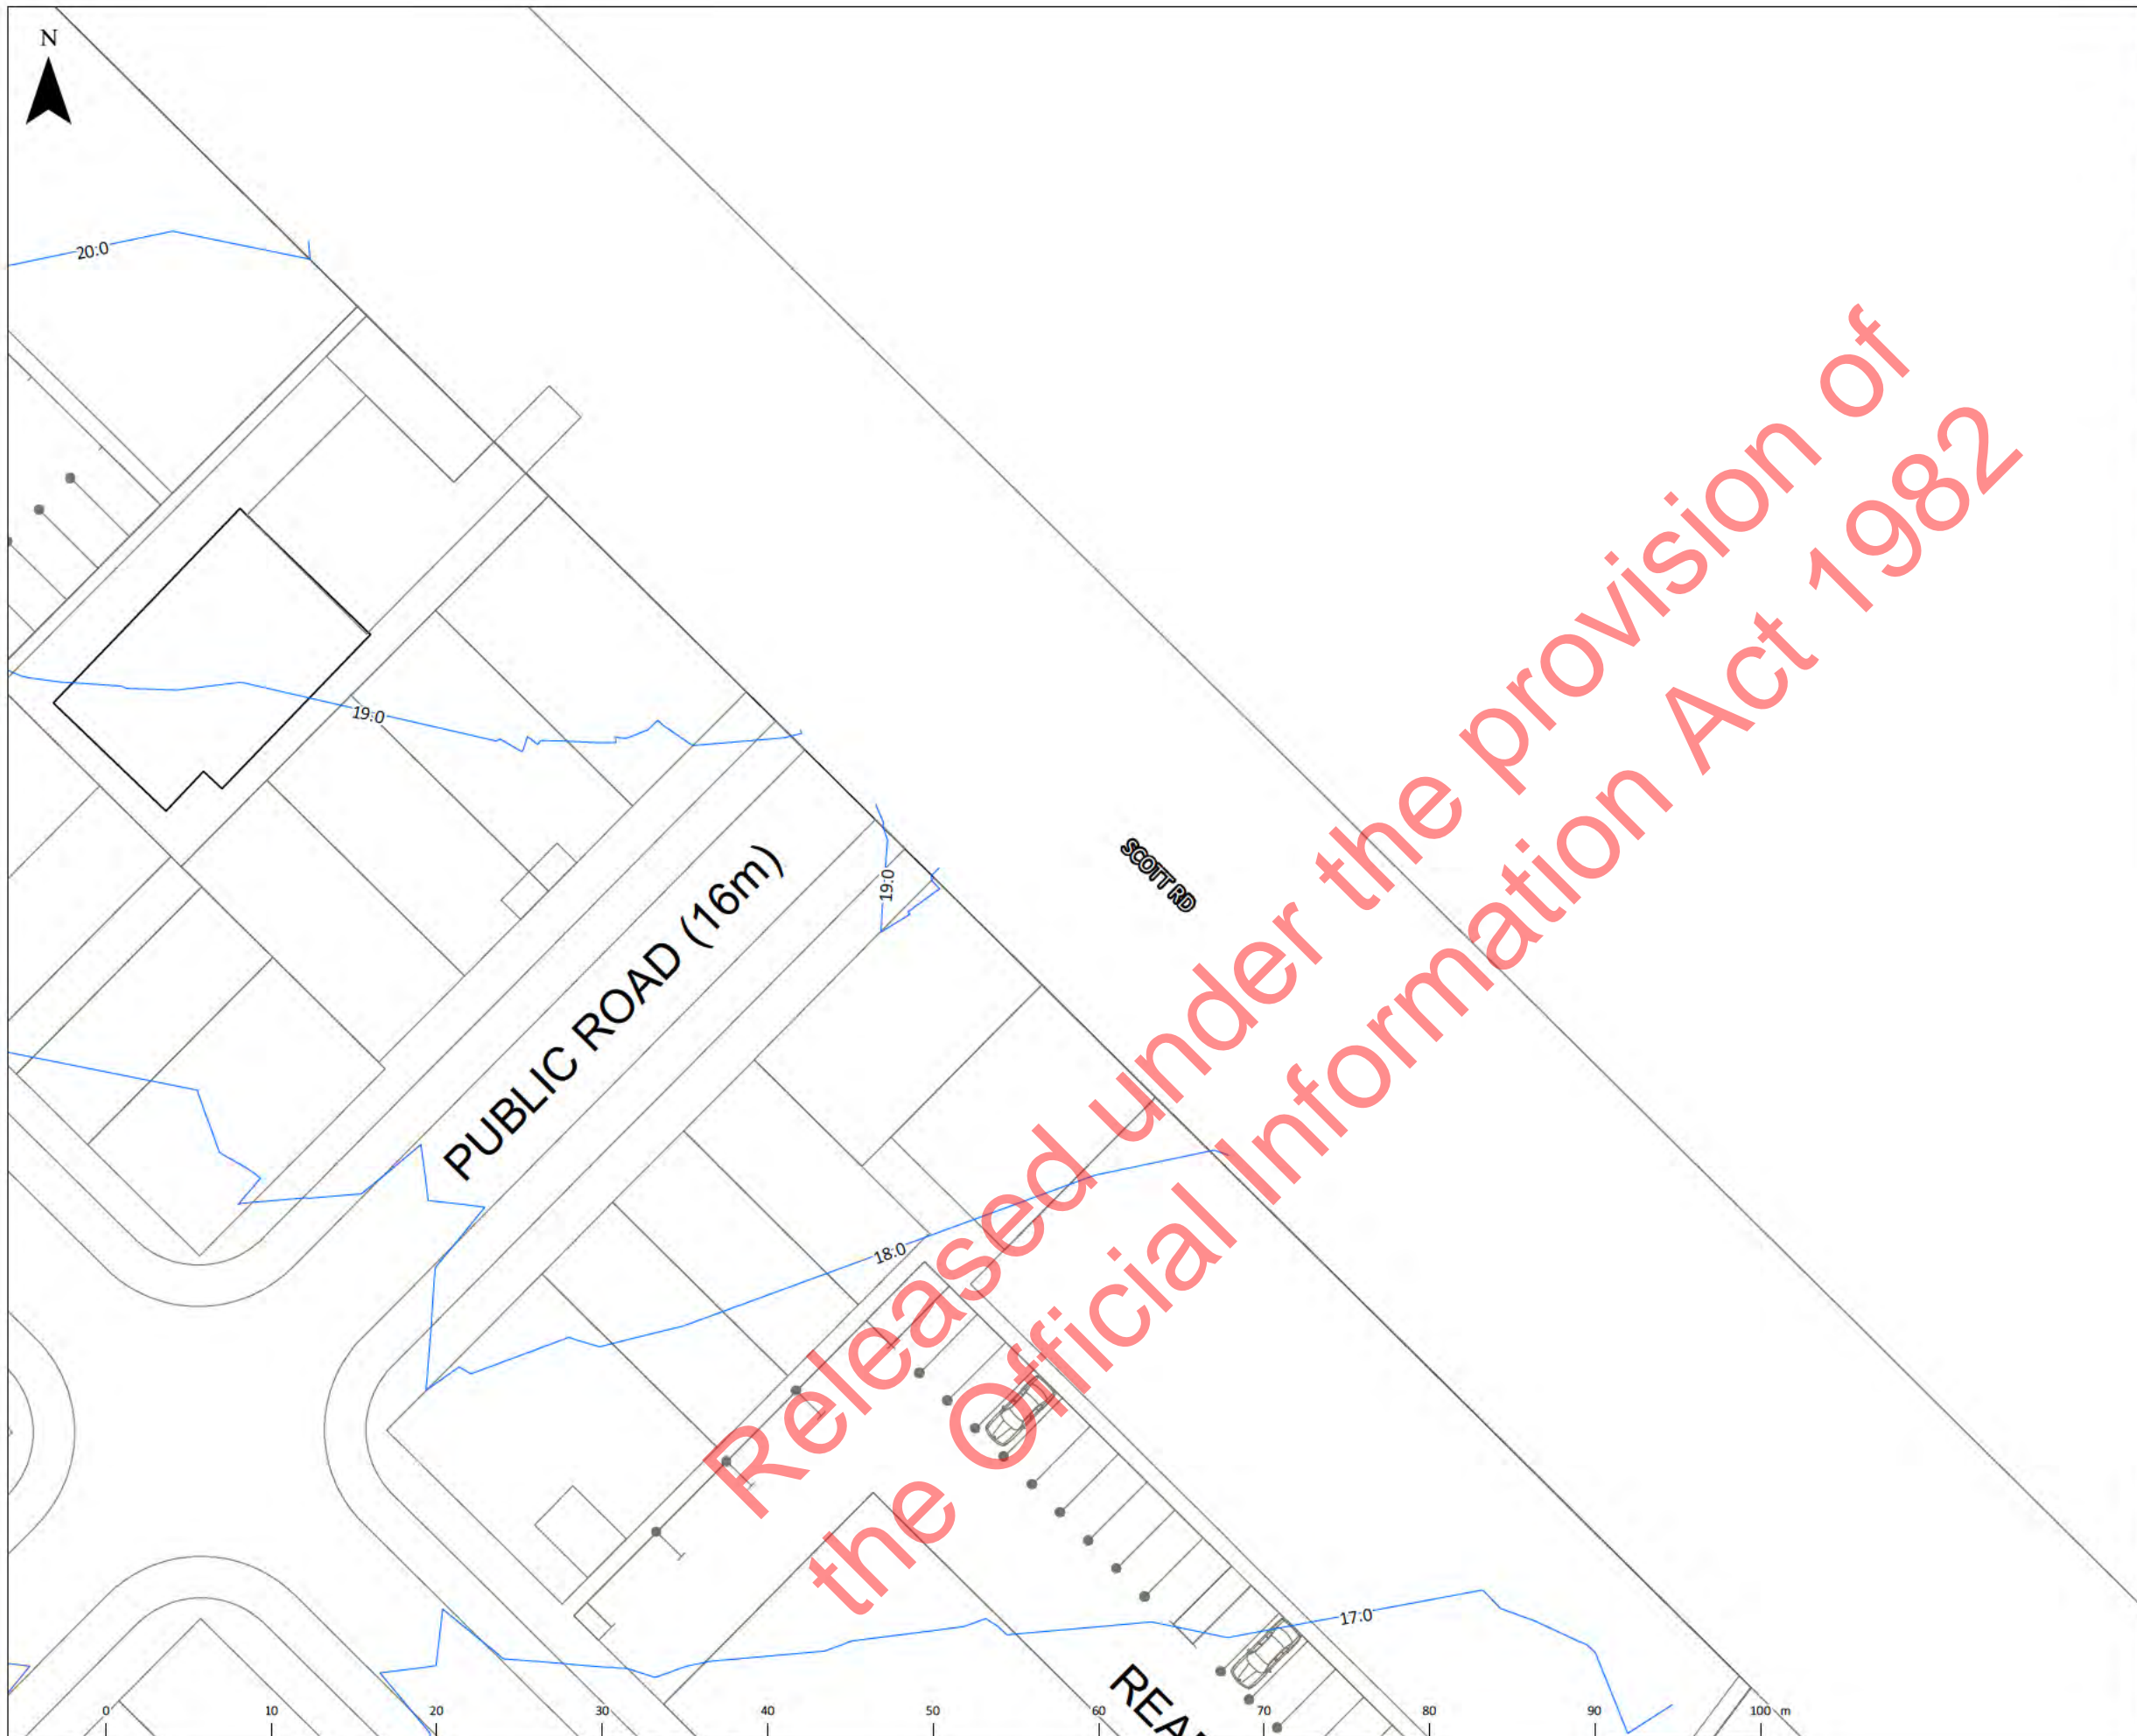 N
20.0
19.0
19.0
PUBLIC ROAD (16m)
SCOTT RD
18.0
17.0
Released under the provision of
the Official Information Act 1982
0 10 20 30 40 50 60 70 80 90 100 m